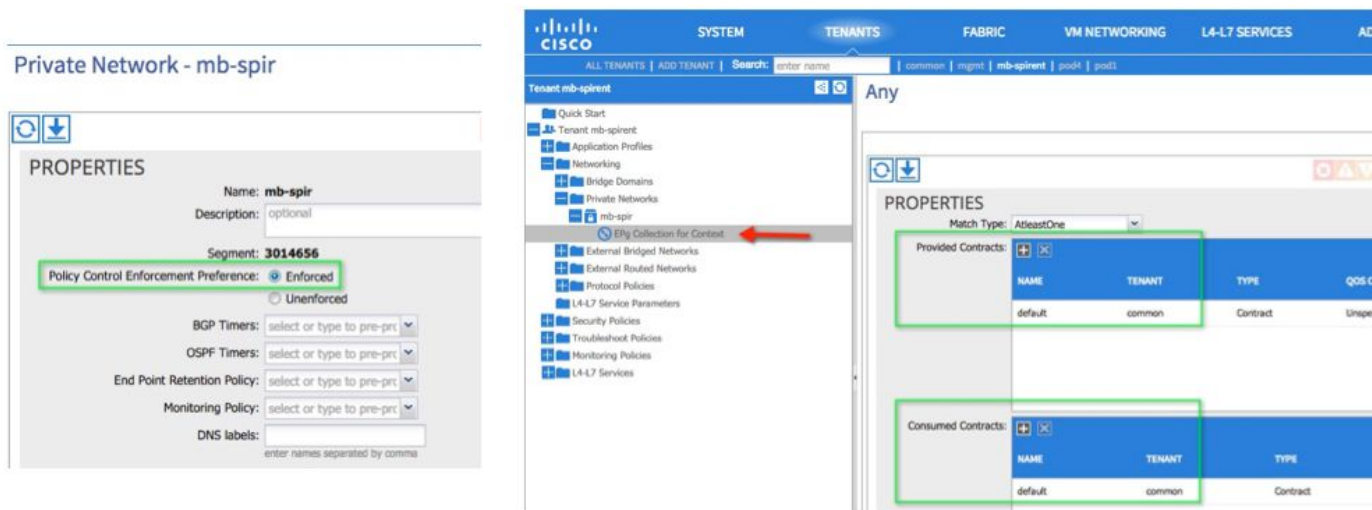 Private Network - mb-spir
PROPERTIES
Name: mb-spir
Description: optional
Segment: 3014656
Policy Control Enforcement Preference: Enforced
Unenforced
BGP Timers: select or type to pre-prc
OSPF Timers: select or type to pre-prc
End Point Retention Policy: select or type to pre-prc
Monitoring Policy: select or type to pre-prc
DNS labels:
enter names separated by comma
CISCO
SYSTEM TENANTS FABRIC VM NETWORKING L4-L7 SERVICES AD
ALL TENANTS | ADD TENANT | Search: enter name | common | mgmt | mb-spirent | pod4 | pod1
Tenant mb-spirent
Quick Start
Tenant mb-spirent
Application Profiles
Networking
Bridge Domains
Private Networks
mb-spir
EPg Collection for Context
External Bridged Networks
External Routed Networks
Protocol Policies
L4-L7 Service Parameters
Security Policies
Troubleshoot Policies
Monitoring Policies
L4-L7 Services
Any
PROPERTIES
Match Type: AtleastOne
Provided Contracts:
NAME TENANT TYPE QOS C
default common Contract Unspe
Consumed Contracts:
NAME TENANT TYPE
default common Contract